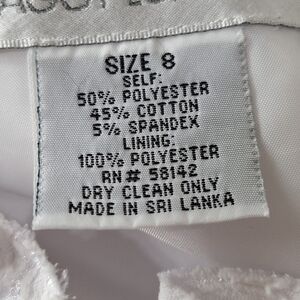 SIZE 8
SELF:
50% POLYESTER
45% COTTON
5% SPANDEX
LINING:
100% POLYESTER
RN# 58142
DRY CLEAN ONLY
MADE IN SRI LANKA